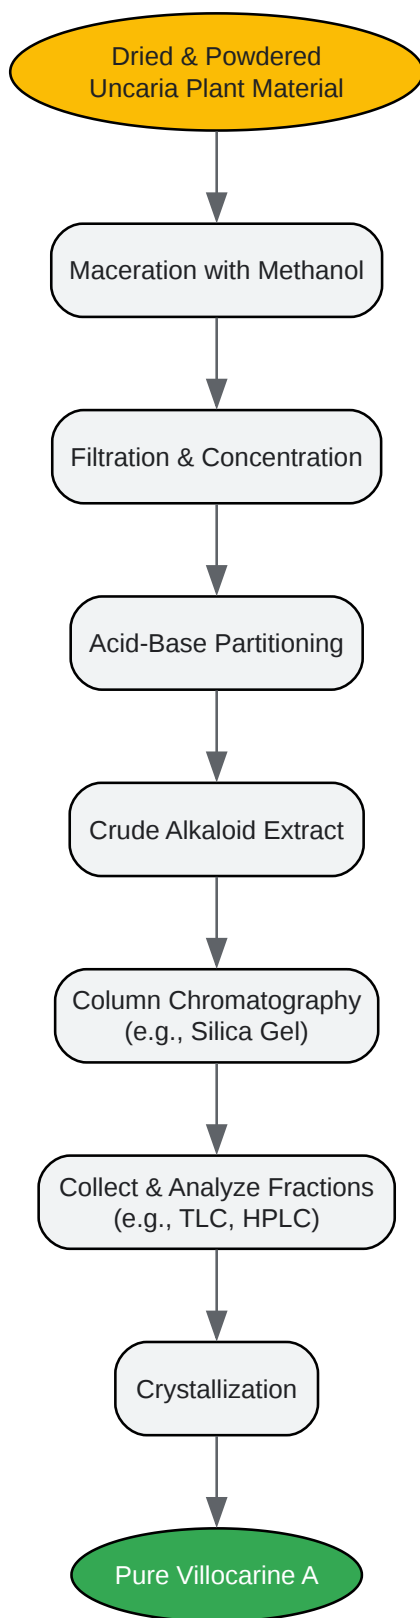 Dried & Powdered
Uncaria Plant Material
Maceration with Methanol
Filtration & Concentration
Acid-Base Partitioning
Crude Alkaloid Extract
Column Chromatography
(e.g., Silica Gel)
Collect & Analyze Fractions
(e.g., TLC, HPLC)
Crystallization
Pure Villocarine A